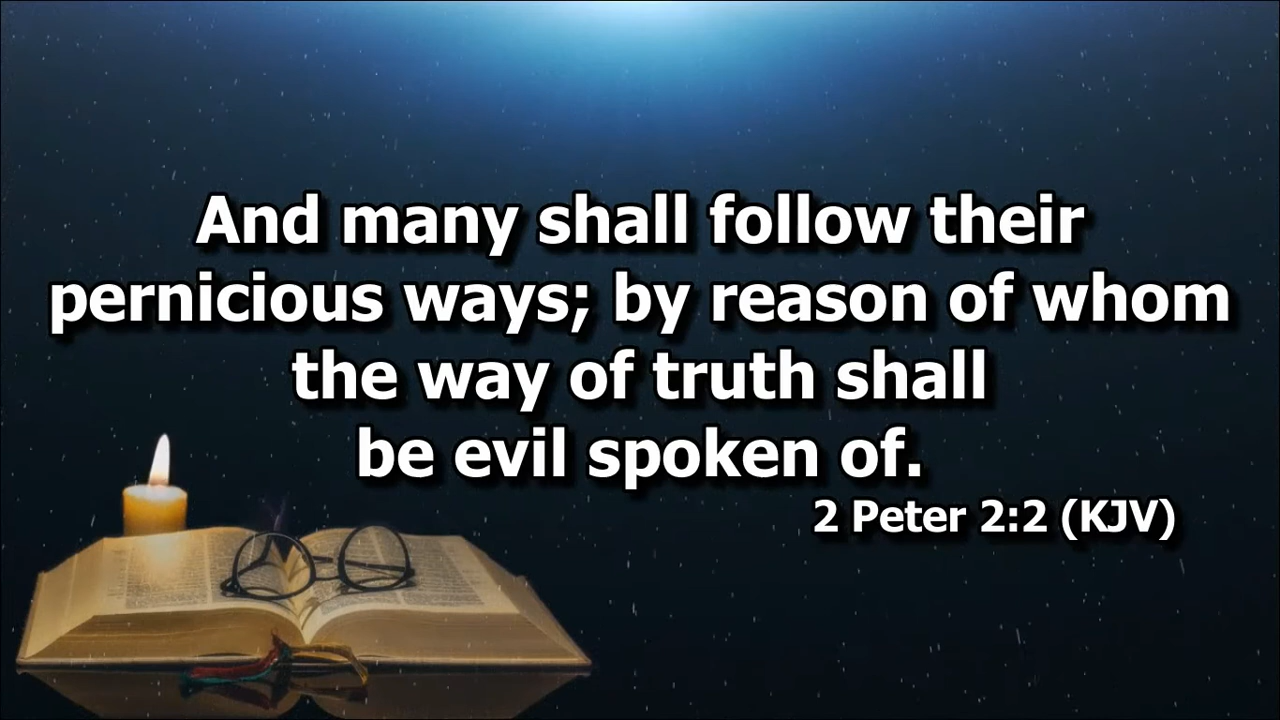 And many shall follow their
pernicious ways; by reason of whom
the way of truth shall
be evil spoken of.
2 Peter 2:2 (KJV)